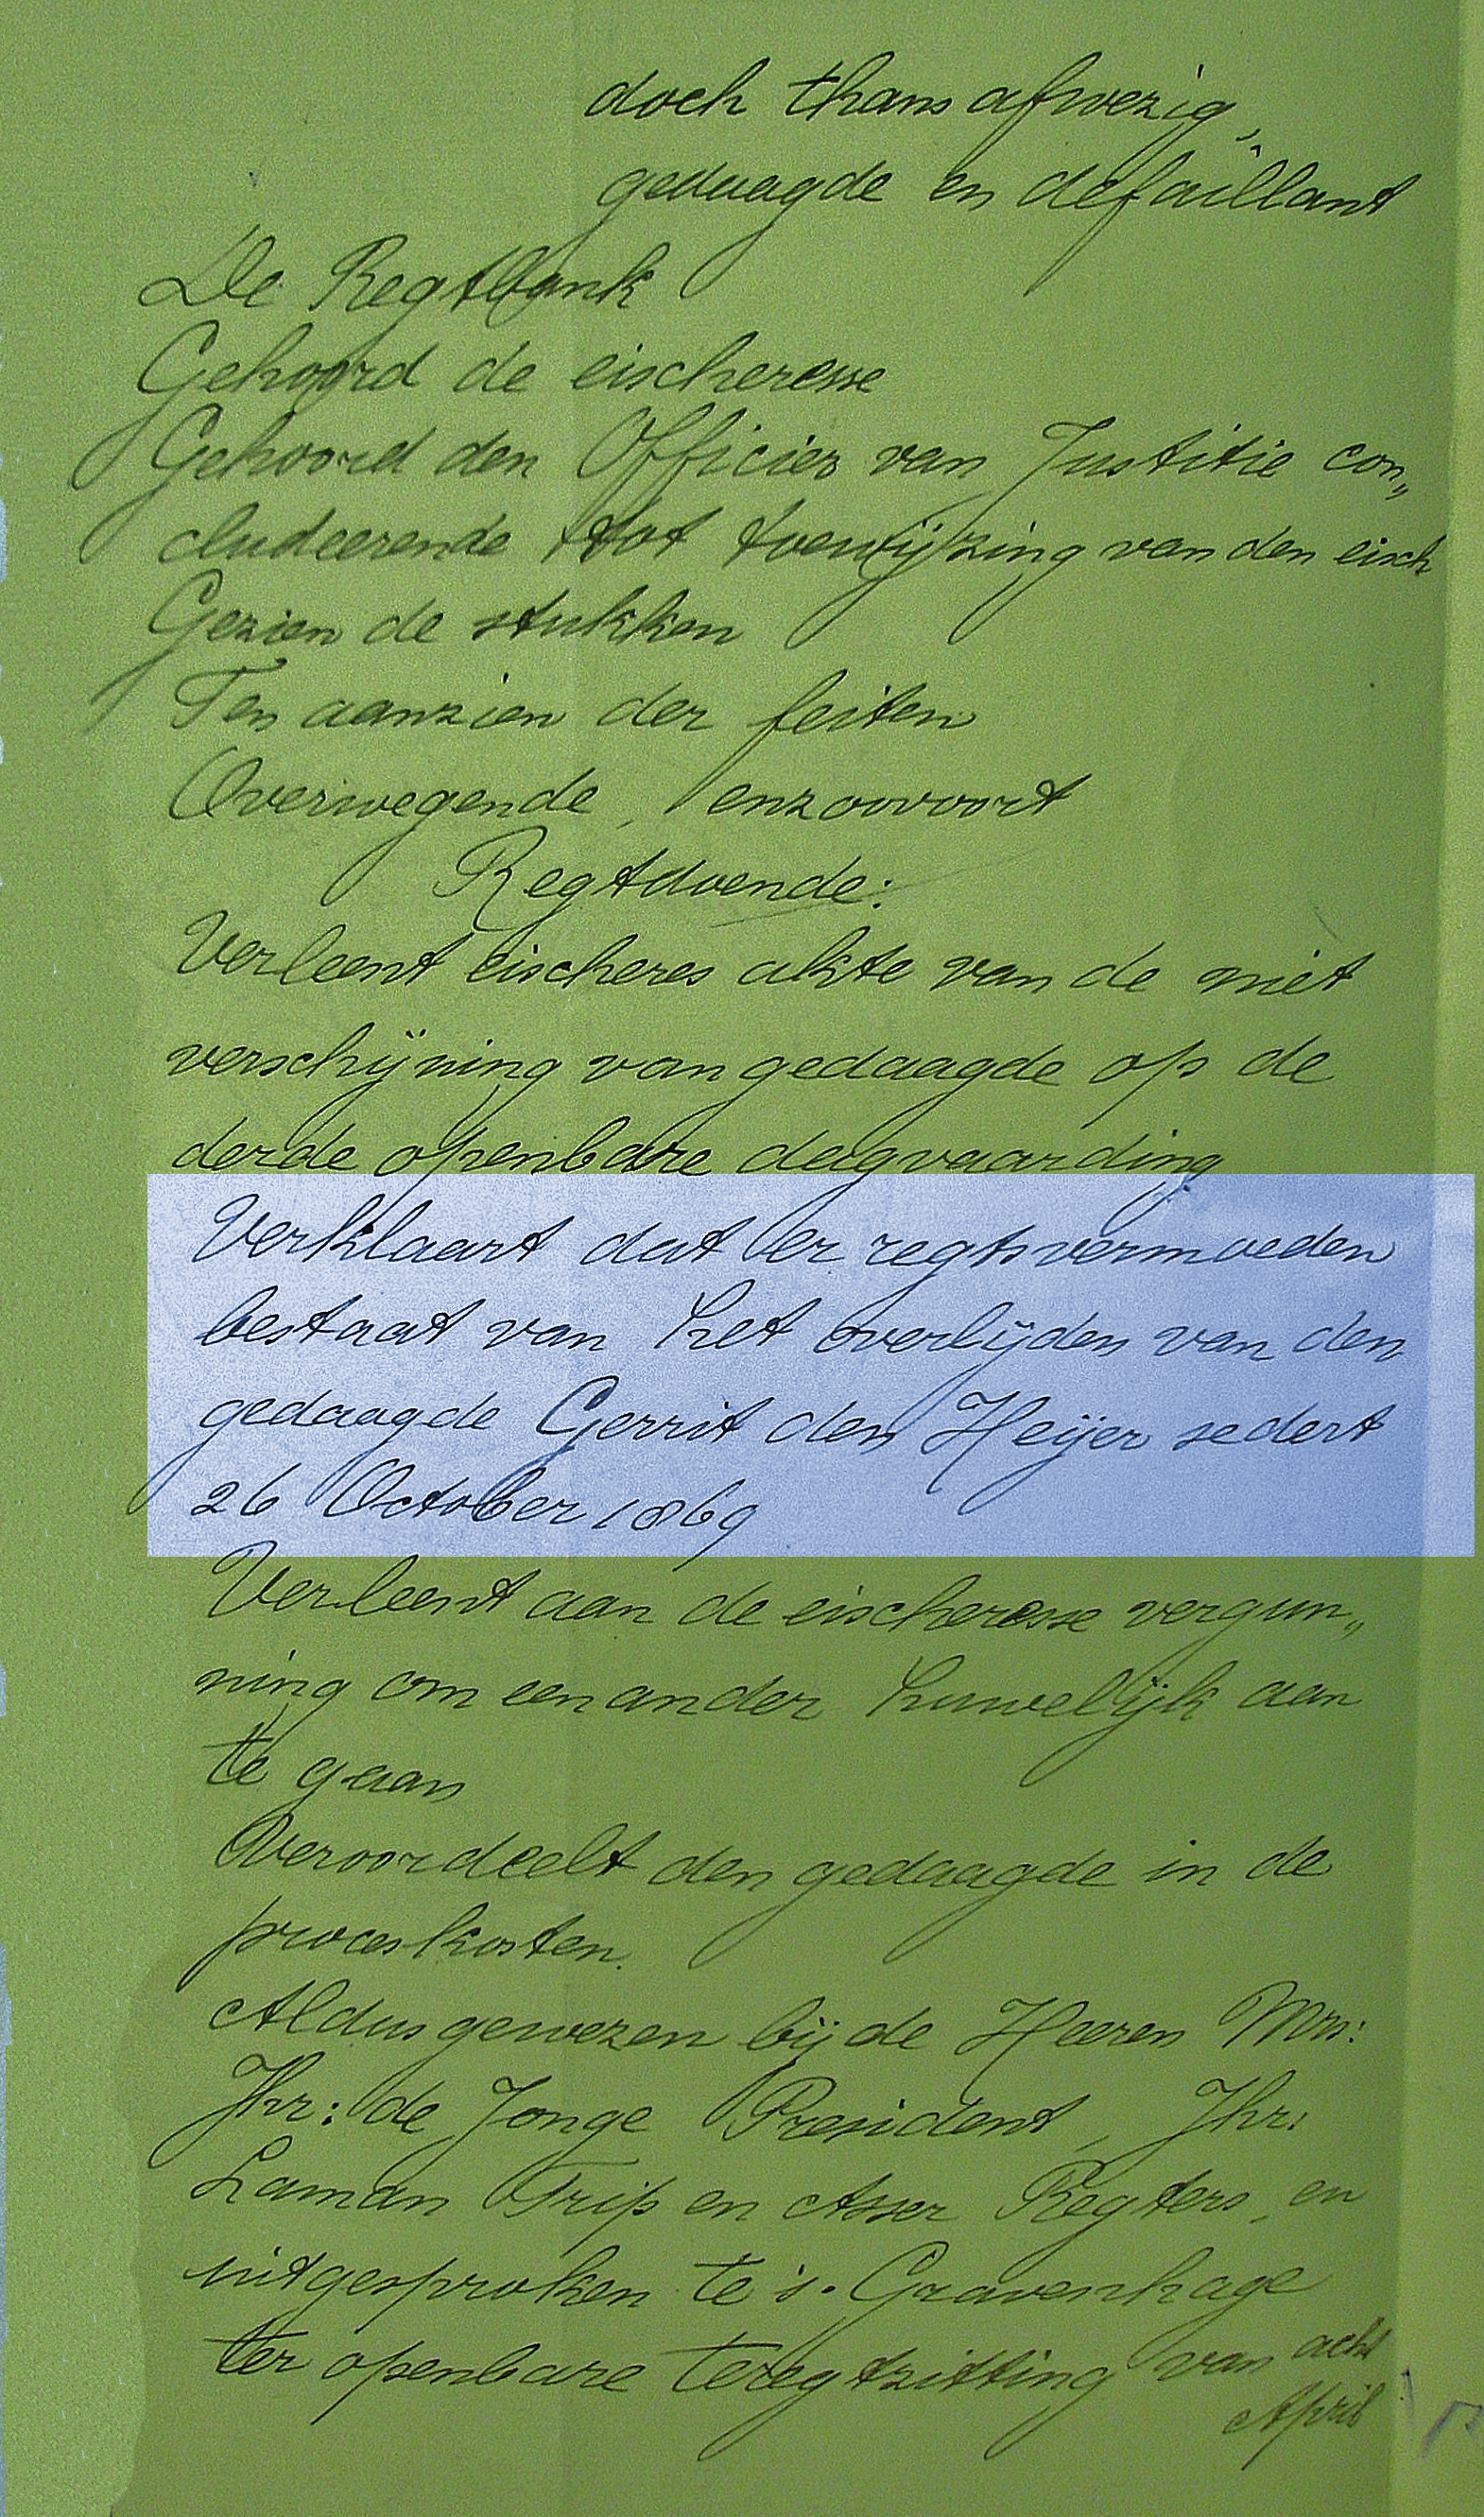 doch thans afwezig,
gedaagde en defaillant
De Regtbank
Gehoord de eischeresse
Gehoord den Officier van Justitie con„
cludeerende tot toewijzing van den eisch
Gezien de stukken
Ten aanzien der feiten
Overwegende, enzoovoort
Regtdoende:
Verleent eischeres akte van de niet
verschijning van gedaagde op de
derde openbare dagvaarding
Verklaart dat er regtsvermoeden
bestaat van het overlijden van den
gedaagde Gerrit den Heijer sedert
26 October 1869
Verleent aan de eischeresse vergun„
ning om een ander huwelijk aan
te gaan
Veroordeelt den gedaagde in de
proceskosten.
Aldus gewezen bij de Heeren Mrs:
Jhr: de Jonge President, Jhr:
Laman Trip en Asser Regters, en
uitgesproken te 's. Gravenhage
ter openbare teregtzitting van acht
April